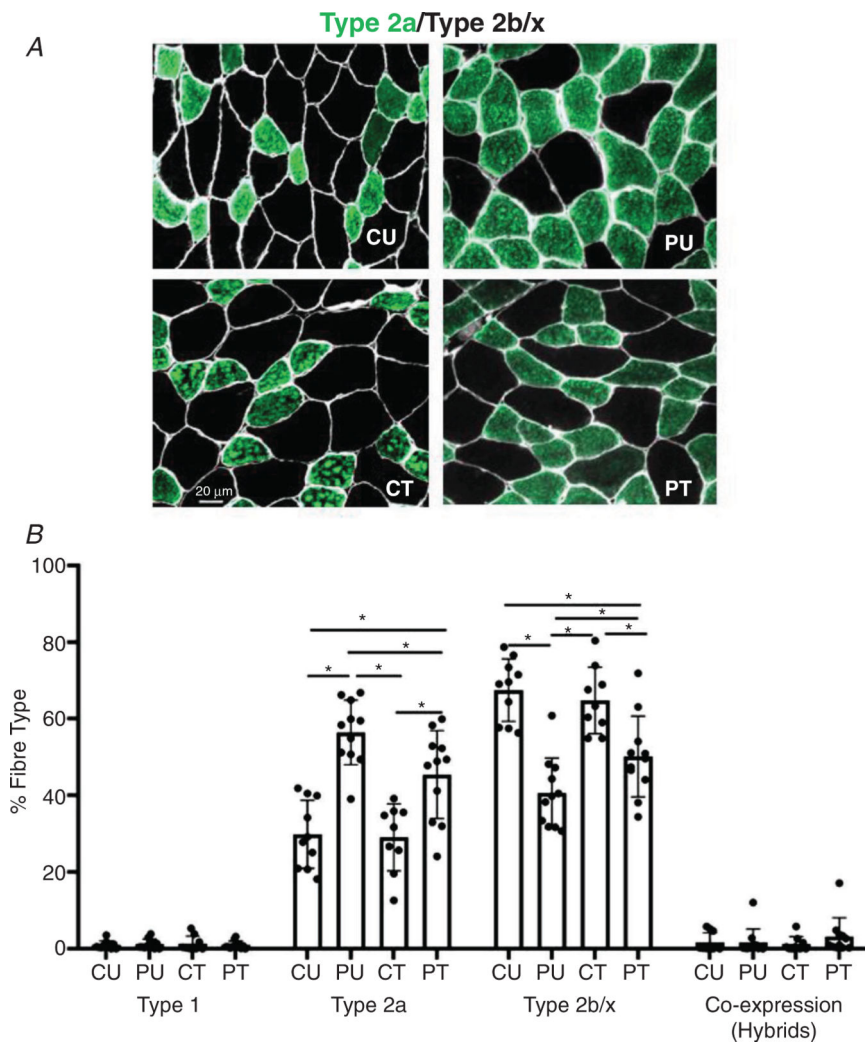 Type 2a/Type 2b/x
A
CU
PU
CT
20 μm
PT
B
% Fibre Type
100
80
60
40
20
0
* * * * *
* * * * *
CU PU CT PT
CU PU CT PT
CU PU CT PT
CU PU CT PT
Type 1
Type 2a
Type 2b/x
Co-expression
(Hybrids)